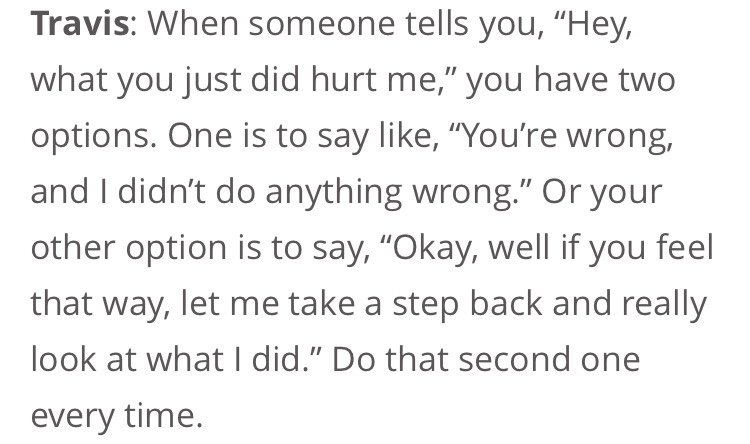 Travis: When someone tells you, “Hey,
what you just did hurt me,” you have two
options. One is to say like, “You’re wrong,
and I didn’t do anything wrong.” Or your
other option is to say, “Okay, well if you feel
that way, let me take a step back and really
look at what I did.” Do that second one
every time.